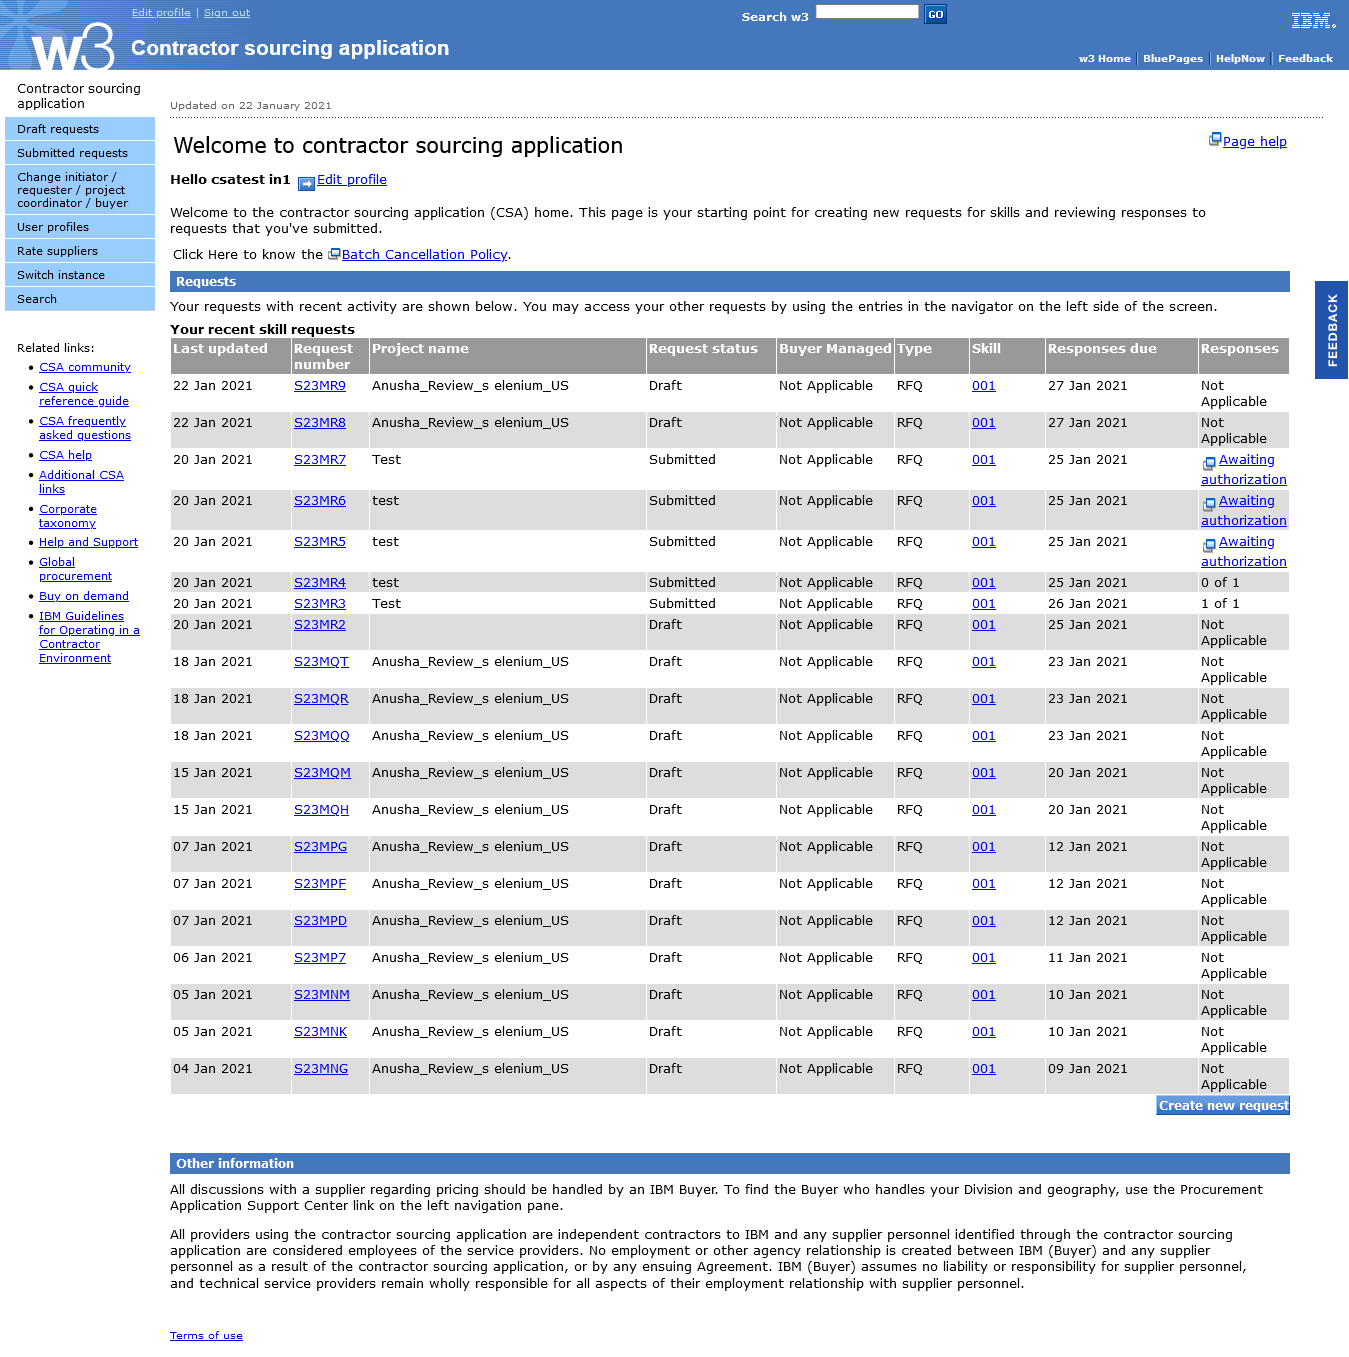 Edit profile | Sign out
Search w3
GO
IBM.
w3
Contractor sourcing application
w3 Home | BluePages | HelpNow | Feedback
Contractor sourcing
application
Draft requests
Submitted requests
Change initiator /
requester / project
coordinator / buyer
User profiles
Rate suppliers
Switch instance
Search
Related links:
• CSA community
• CSA quick
reference guide
• CSA frequently
asked questions
• CSA help
• Additional CSA
links
• Corporate
taxonomy
• Help and Support
• Global
procurement
• Buy on demand
• IBM Guidelines
for Operating in a
Contractor
Environment
Updated on 22 January 2021
Welcome to contractor sourcing application
Page help
Hello csatest in1 Edit profile
Welcome to the contractor sourcing application (CSA) home. This page is your starting point for creating new requests for skills and reviewing responses to
requests that you've submitted.
Click Here to know the Batch Cancellation Policy.
Requests
Your requests with recent activity are shown below. You may access your other requests by using the entries in the navigator on the left side of the screen.
FEEDBACK
Your recent skill requests
Last updated Request number Project name Request status Buyer Managed Type Skill Responses due Responses
22 Jan 2021 S23MR9 Anusha_Review_s elenium_US Draft Not Applicable RFQ 001 27 Jan 2021 Not Applicable
22 Jan 2021 S23MR8 Anusha_Review_s elenium_US Draft Not Applicable RFQ 001 27 Jan 2021 Not Applicable
20 Jan 2021 S23MR7 Test Submitted Not Applicable RFQ 001 25 Jan 2021 Awaiting authorization
20 Jan 2021 S23MR6 test Submitted Not Applicable RFQ 001 25 Jan 2021 Awaiting authorization
20 Jan 2021 S23MR5 test Submitted Not Applicable RFQ 001 25 Jan 2021 Awaiting authorization
20 Jan 2021 S23MR4 test Submitted Not Applicable RFQ 001 25 Jan 2021 0 of 1
20 Jan 2021 S23MR3 Test Submitted Not Applicable RFQ 001 26 Jan 2021 1 of 1
20 Jan 2021 S23MR2 Draft Not Applicable RFQ 001 25 Jan 2021 Not Applicable
18 Jan 2021 S23MQT Anusha_Review_s elenium_US Draft Not Applicable RFQ 001 23 Jan 2021 Not Applicable
18 Jan 2021 S23MQR Anusha_Review_s elenium_US Draft Not Applicable RFQ 001 23 Jan 2021 Not Applicable
18 Jan 2021 S23MQQ Anusha_Review_s elenium_US Draft Not Applicable RFQ 001 23 Jan 2021 Not Applicable
15 Jan 2021 S23MQM Anusha_Review_s elenium_US Draft Not Applicable RFQ 001 20 Jan 2021 Not Applicable
15 Jan 2021 S23MQH Anusha_Review_s elenium_US Draft Not Applicable RFQ 001 20 Jan 2021 Not Applicable
07 Jan 2021 S23MPG Anusha_Review_s elenium_US Draft Not Applicable RFQ 001 12 Jan 2021 Not Applicable
07 Jan 2021 S23MPF Anusha_Review_s elenium_US Draft Not Applicable RFQ 001 12 Jan 2021 Not Applicable
07 Jan 2021 S23MPD Anusha_Review_s elenium_US Draft Not Applicable RFQ 001 12 Jan 2021 Not Applicable
06 Jan 2021 S23MP7 Anusha_Review_s elenium_US Draft Not Applicable RFQ 001 11 Jan 2021 Not Applicable
05 Jan 2021 S23MNM Anusha_Review_s elenium_US Draft Not Applicable RFQ 001 10 Jan 2021 Not Applicable
05 Jan 2021 S23MNK Anusha_Review_s elenium_US Draft Not Applicable RFQ 001 10 Jan 2021 Not Applicable
04 Jan 2021 S23MNG Anusha_Review_s elenium_US Draft Not Applicable RFQ 001 09 Jan 2021 Not Applicable
Create new request
Other information
All discussions with a supplier regarding pricing should be handled by an IBM Buyer. To find the Buyer who handles your Division and geography, use the Procurement
Application Support Center link on the left navigation pane.
All providers using the contractor sourcing application are independent contractors to IBM and any supplier personnel identified through the contractor sourcing
application are considered employees of the service providers. No employment or other agency relationship is created between IBM (Buyer) and any supplier
personnel as a result of the contractor sourcing application, or by any ensuing Agreement. IBM (Buyer) assumes no liability or responsibility for supplier personnel,
and technical service providers remain wholly responsible for all aspects of their employment relationship with supplier personnel.
Terms of use